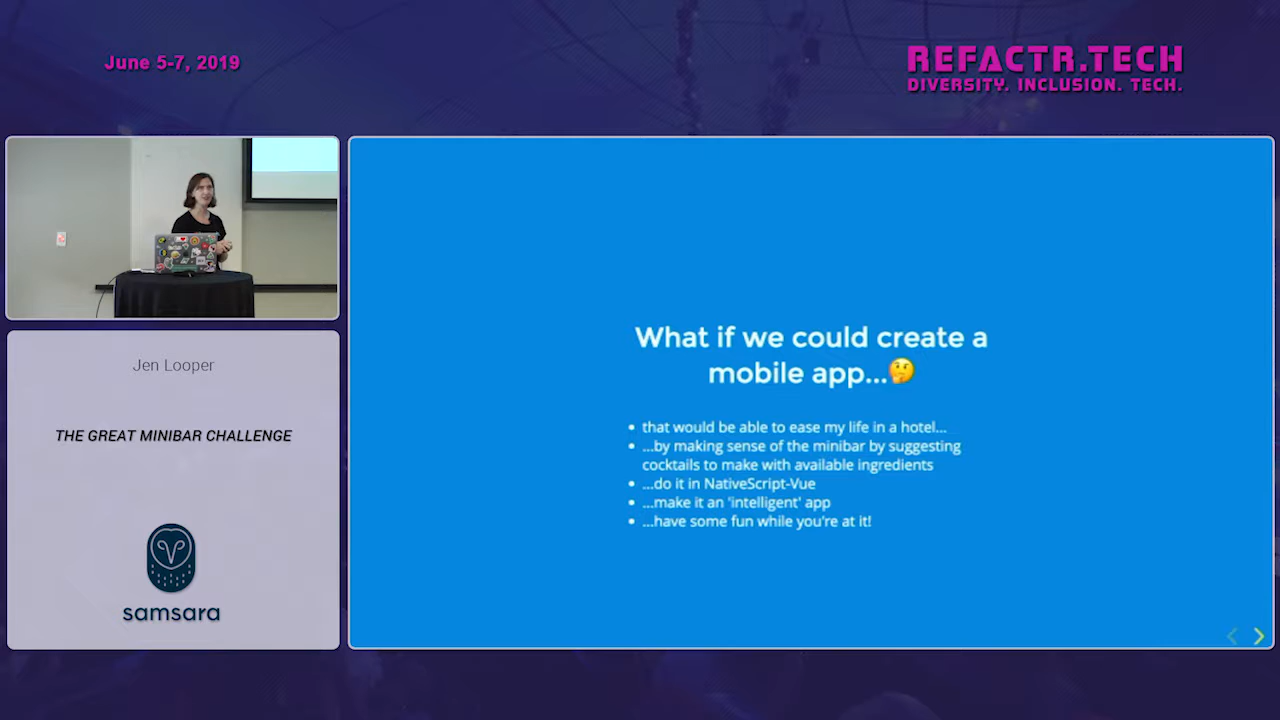 June 5-7, 2019
REFACTR.TECH
DIVERSITY. INCLUSION. TECH.
Jen Looper
THE GREAT MINIBAR CHALLENGE
samsara
What if we could create a
mobile app...🤔
• that would be able to ease my life in a hotel...
• ...by making sense of the minibar by suggesting
cocktails to make with available ingredients
• ...do it in NativeScript-Vue
• ...make it an 'intelligent' app
• ...have some fun while you're at it!